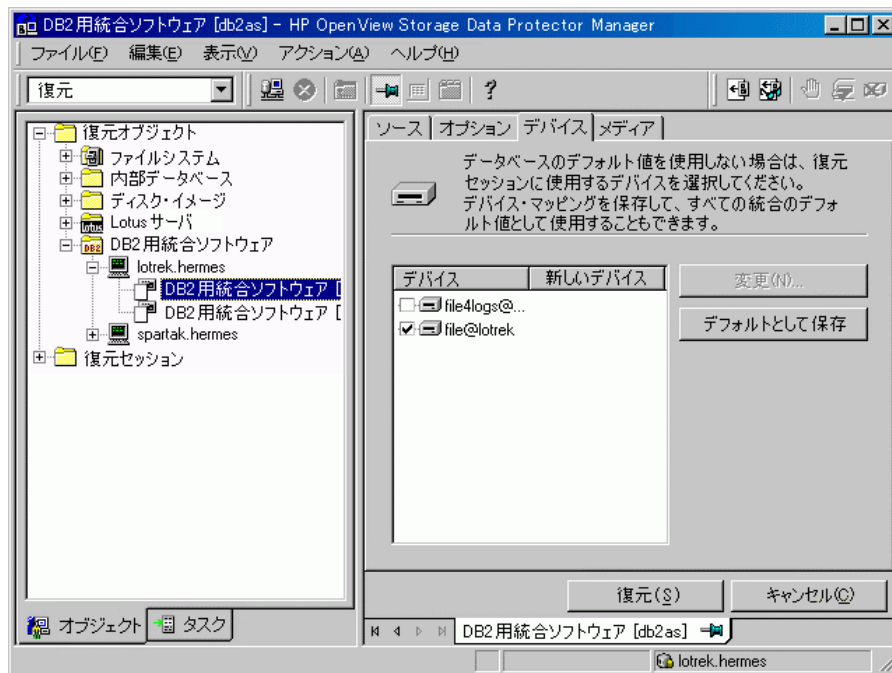 DB2用統合ソフトウェア [db2as] - HP OpenView Storage Data Protector Manager
ファイル(F) 編集(E) 表示(V) アクション(A) ヘルプ(H)
復元
復元オブジェクト
ファイルシステム
内部データベース
ディスク・イメージ
Lotus サーバ
DB2用統合ソフトウェア
lotrek.hermes
DB2用統合ソフトウェア [
DB2用統合ソフトウェア [
spartak.hermes
復元セッション
オブジェクト タスク
ソース オプション デバイス メディア
データベースのデフォルト値を使用しない場合は、復元
セッションに使用するデバイスを選択してください。
デバイス・マッピングを保存して、すべての統合のデフォ
ルト値として使用することもできます。
デバイス 新しいデバイス
file4logs@...
file@lotrek
変更(N)...
デフォルトとして保存
復元(S) キャンセル(C)
DB2用統合ソフトウェア [db2as]
lotrek.hermes